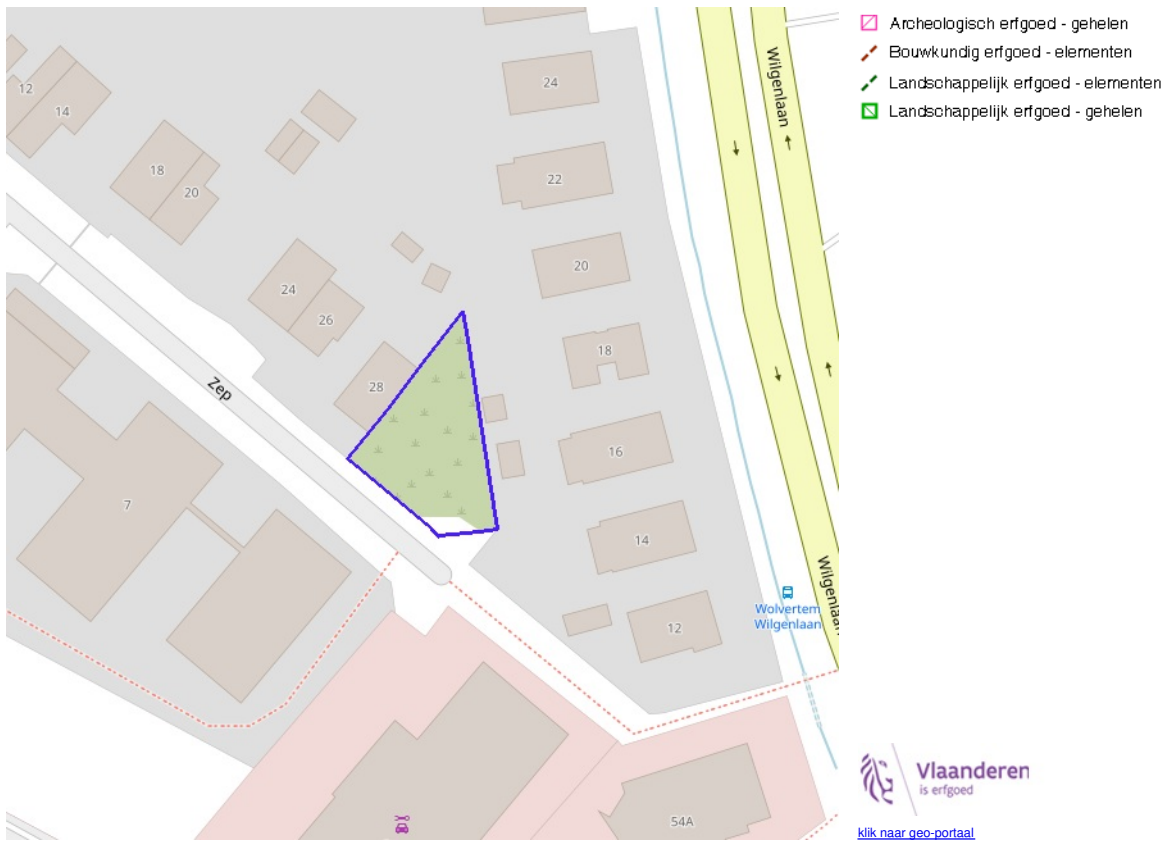 Archeologisch erfgoed - gehelen
Bouwkundig erfgoed - elementen
Landschappelijk erfgoed - elementen
Landschappelijk erfgoed - gehelen
12
14
18
20
24
26
28
Zep
7
24
22
20
18
16
14
12
54A
Wilgenlaan
Wilgenlaan
Wolvertem
Wilgenlaan
Vlaanderen
is erfgoed
klik naar geo-portaal